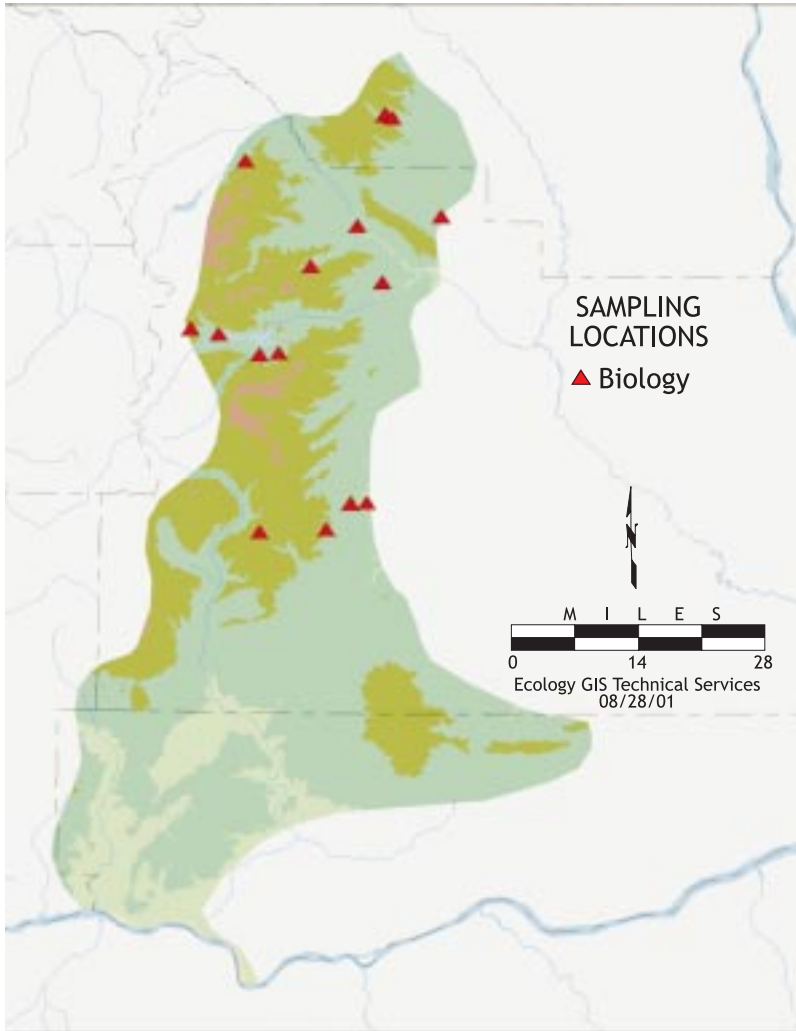 SAMPLING
LOCATIONS
Biology
N
M I L E S
0 14 28
Ecology GIS Technical Services
08/28/01